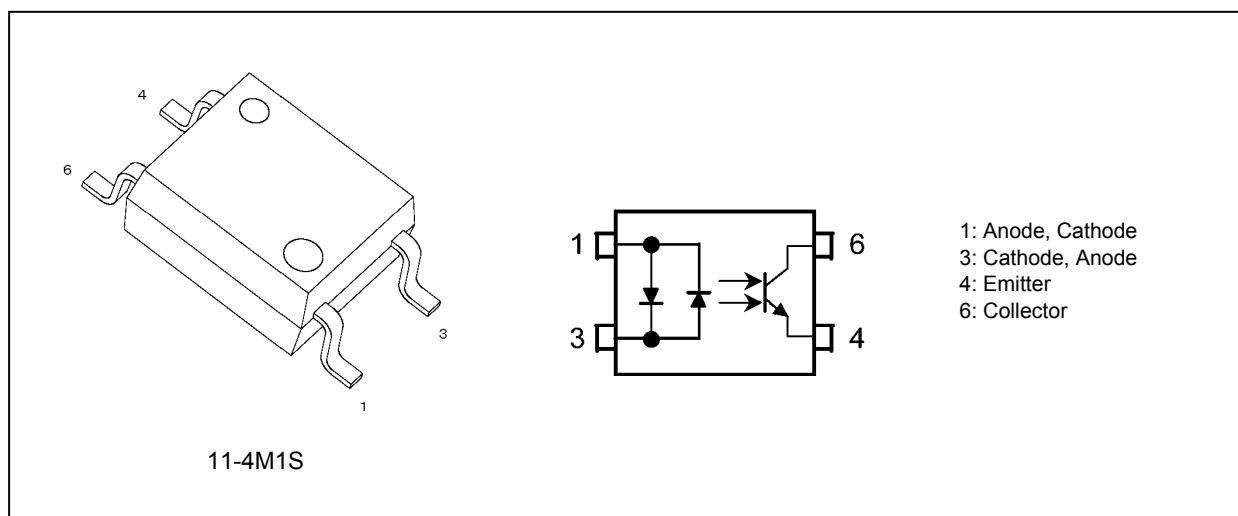 4
6
3
1
11-4M1S
1
6
3
4
1: Anode, Cathode
3: Cathode, Anode
4: Emitter
6: Collector